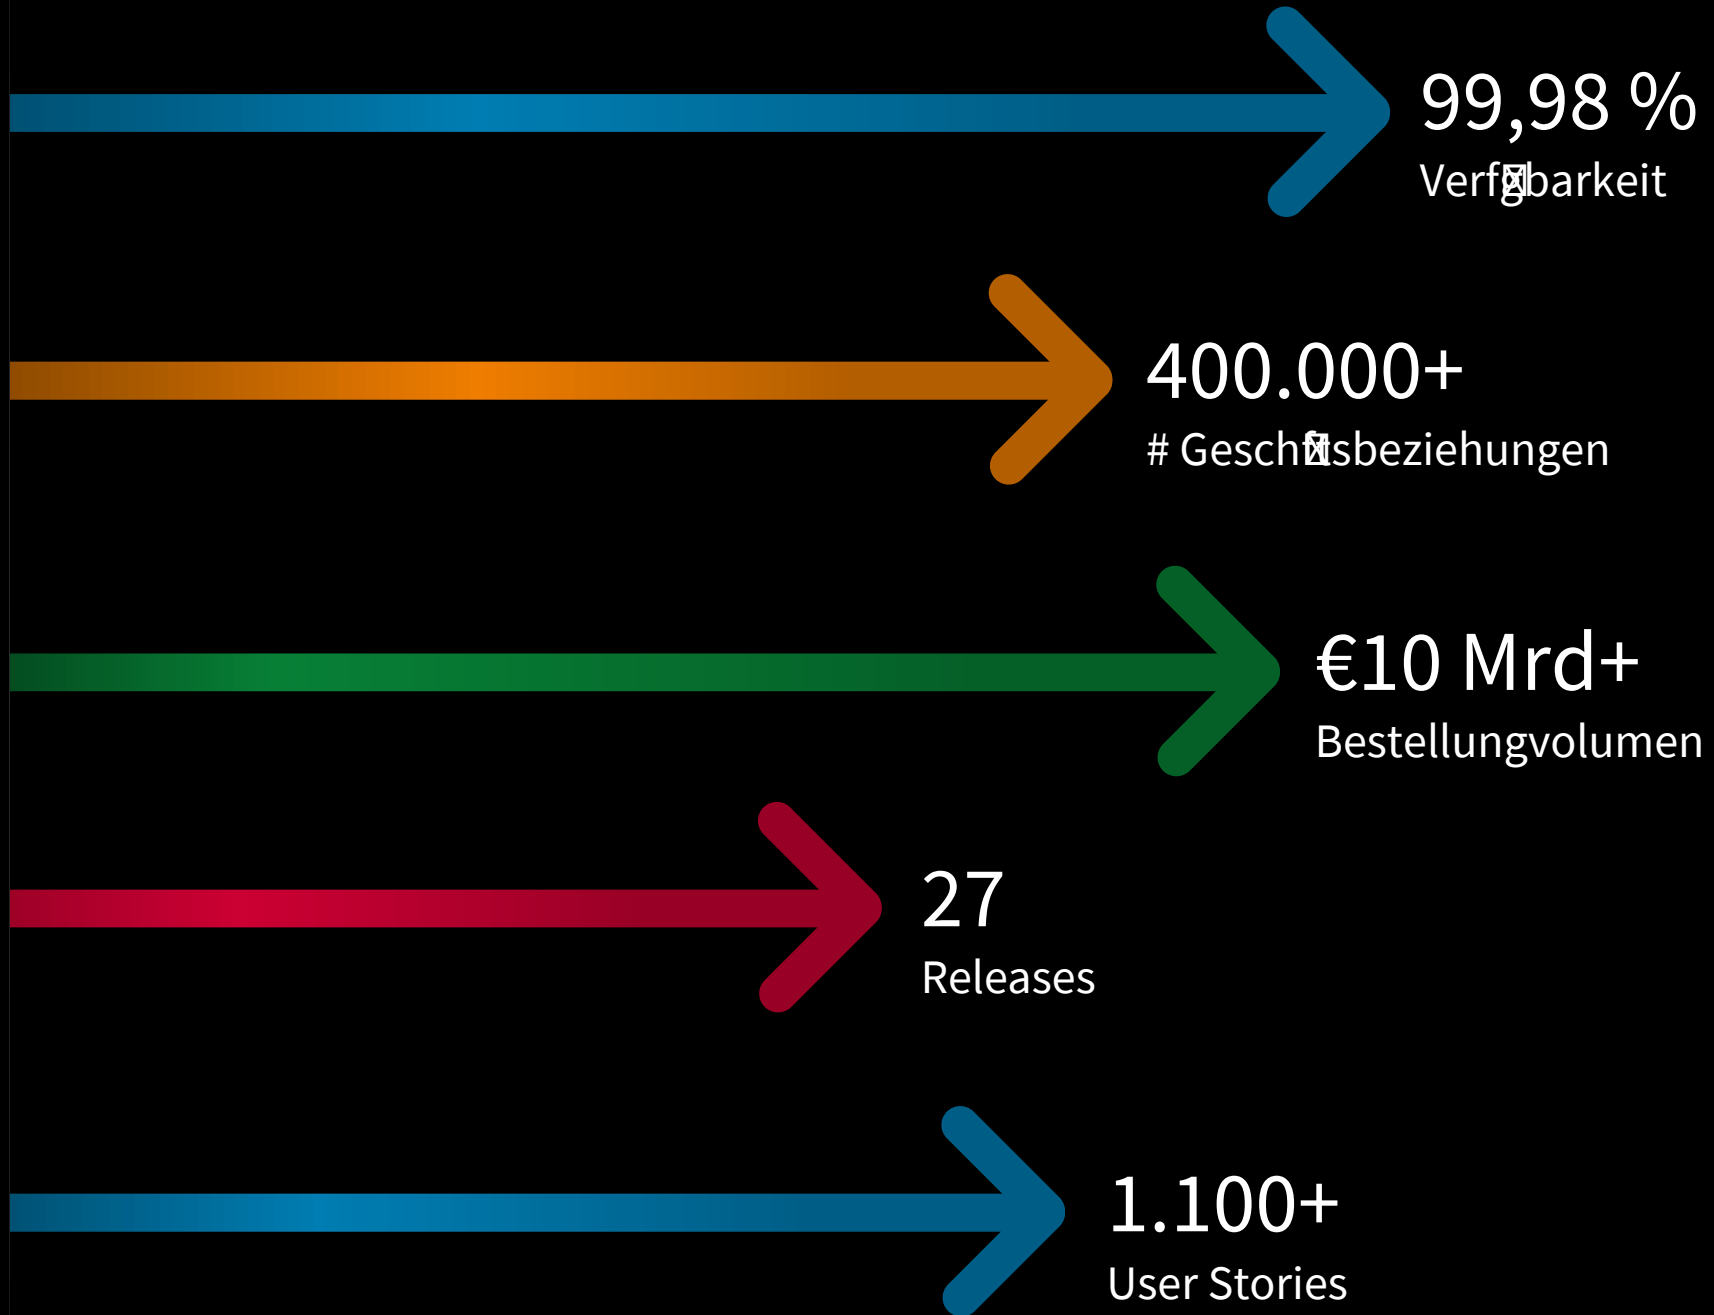 99,98 %
400.000+
# 
€10 Mrd+
Bestellungvolumen
27
Releases
1.100+
User Stories